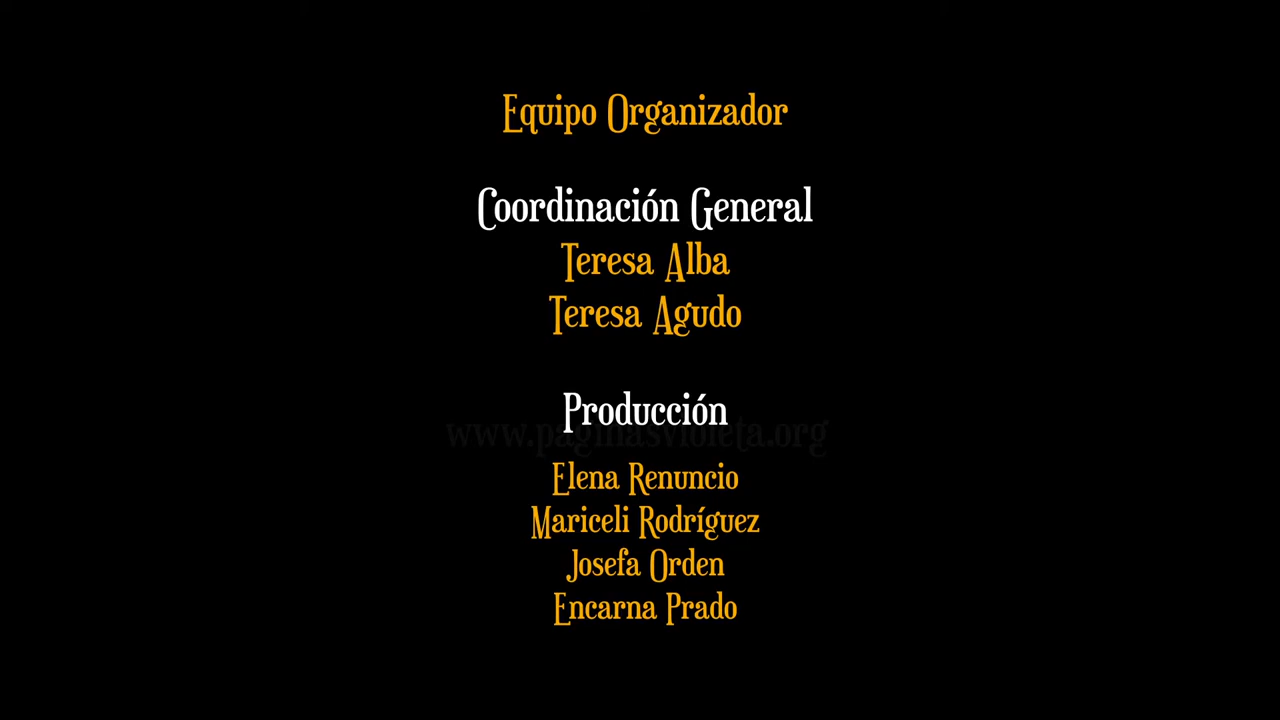 Equipo Organizador
Coordinación General
Teresa Alba
Teresa Agudo
Producción
www.paginasvioleta.org
Elena Renuncio
Mariceli Rodríguez
Josefa Orden
Encarna Prado